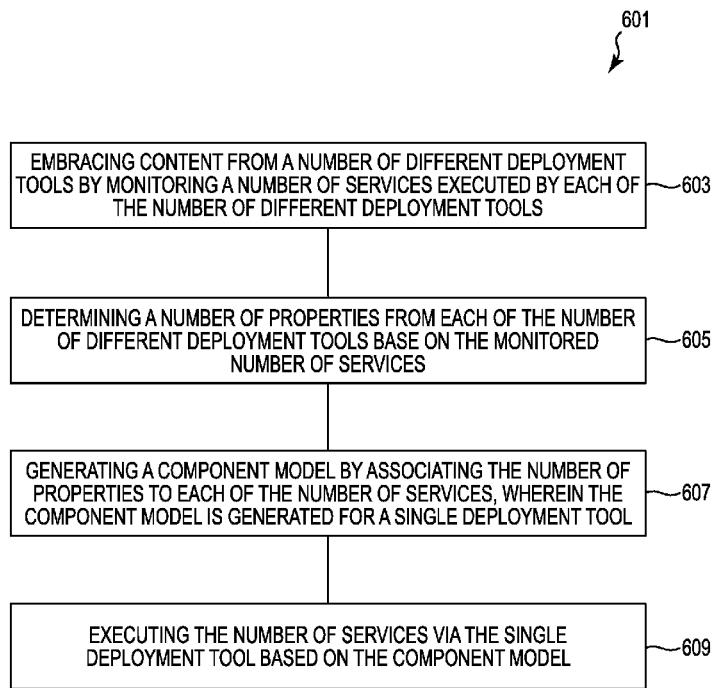 601
EMBRACING CONTENT FROM A NUMBER OF DIFFERENT DEPLOYMENT
TOOLS BY MONITORING A NUMBER OF SERVICES EXECUTED BY EACH OF
THE NUMBER OF DIFFERENT DEPLOYMENT TOOLS
603
DETERMINING A NUMBER OF PROPERTIES FROM EACH OF THE NUMBER
OF DIFFERENT DEPLOYMENT TOOLS BASE ON THE MONITORED
NUMBER OF SERVICES
605
GENERATING A COMPONENT MODEL BY ASSOCIATING THE NUMBER OF
PROPERTIES TO EACH OF THE NUMBER OF SERVICES, WHEREIN THE
COMPONENT MODEL IS GENERATED FOR A SINGLE DEPLOYMENT TOOL
607
EXECUTING THE NUMBER OF SERVICES VIA THE SINGLE
DEPLOYMENT TOOL BASED ON THE COMPONENT MODEL
609